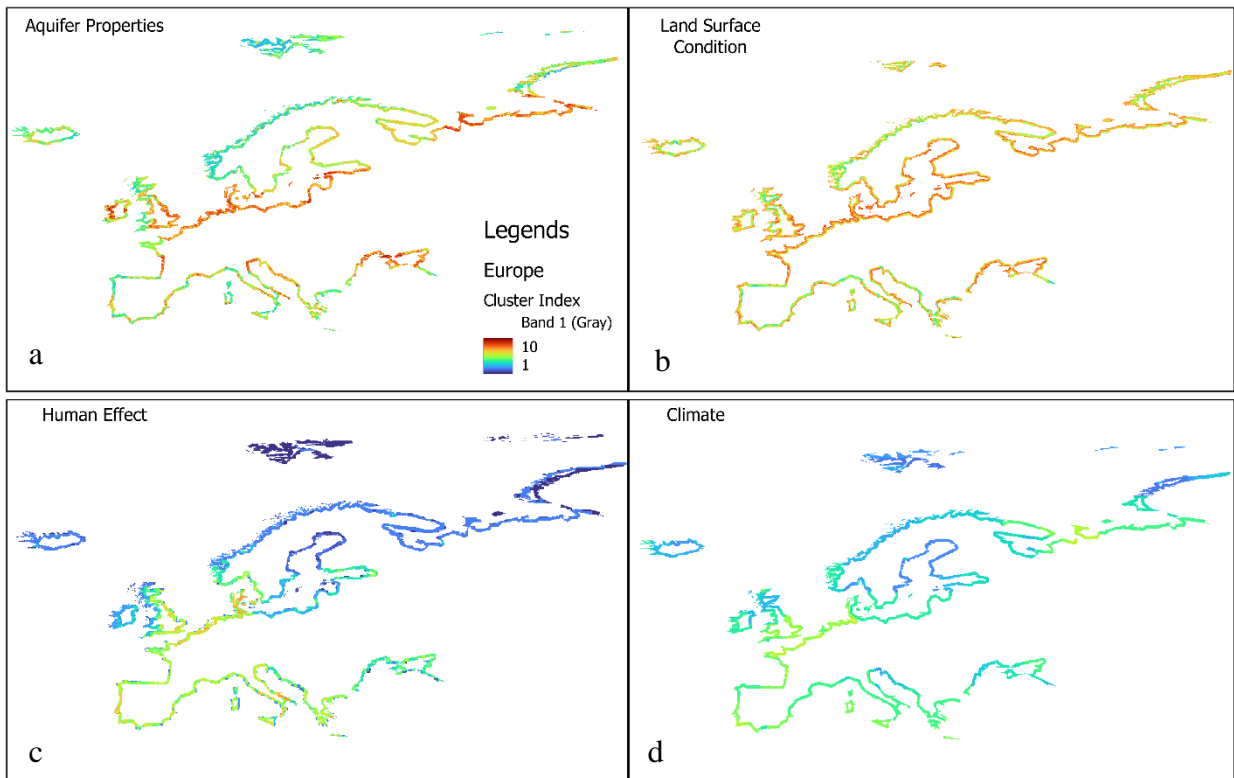 Aquifer Properties
Land Surface
Condition
Legends
Europe
Cluster Index
Band 1 (Gray)
10
1
a
b
Human Effect
Climate
c
d